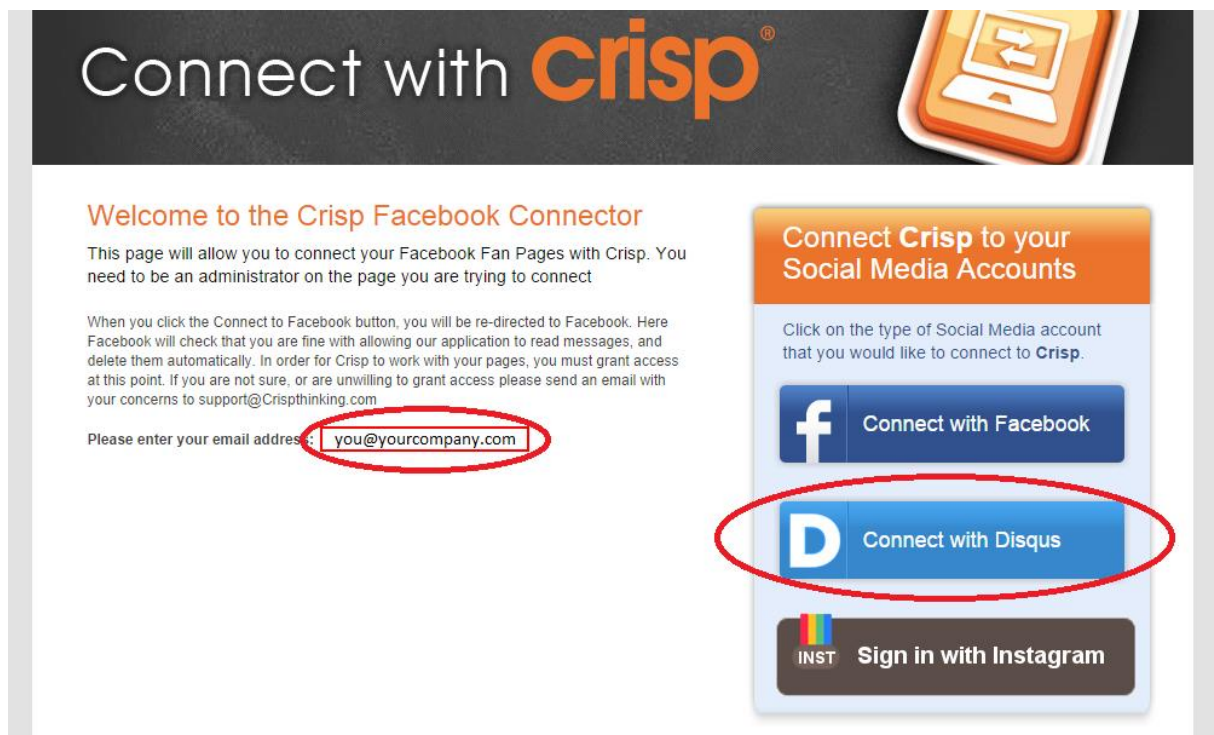 Connect with crisp®
Welcome to the Crisp Facebook Connector
This page will allow you to connect your Facebook Fan Pages with Crisp. You
need to be an administrator on the page you are trying to connect
When you click the Connect to Facebook button, you will be re-directed to Facebook. Here
Facebook will check that you are fine with allowing our application to read messages, and
delete them automatically. In order for Crisp to work with your pages, you must grant access
at this point. If you are not sure, or are unwilling to grant access please send an email with
your concerns to support@Crispthinking.com
Please enter your email address: you@yourcompany.com
Connect Crisp to your
Social Media Accounts
Click on the type of Social Media account
that you would like to connect to Crisp.
f Connect with Facebook
D Connect with Disqus
INST Sign in with Instagram